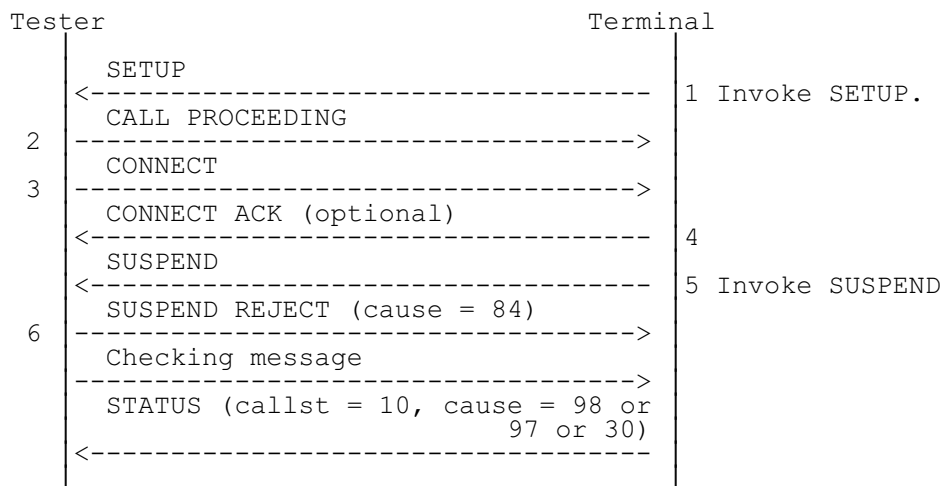 Tester Terminal
SETUP
<----------------------------------- 1 Invoke SETUP.
CALL PROCEEDING
2 ----------------------------------->
CONNECT
3 ----------------------------------->
CONNECT ACK (optional)
<----------------------------------- 4
SUSPEND
<----------------------------------- 5 Invoke SUSPEND
SUSPEND REJECT (cause = 84)
6 ----------------------------------->
Checking message
----------------------------------->
STATUS (callst = 10, cause = 98 or
97 or 30)
<-----------------------------------